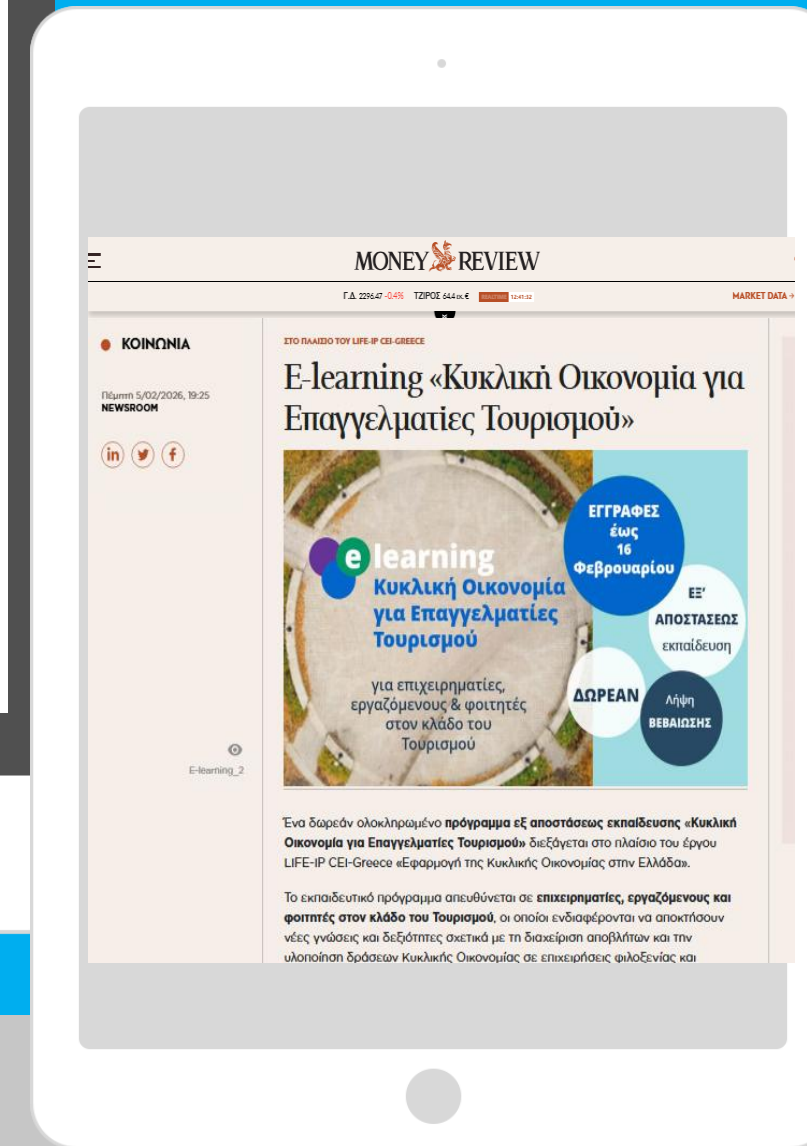 MONEY REVIEW
Γ.Δ. 2296.47 -0.4% ΤΖΙΡΟΣ 64.4 εκ. € 12:41:32
MARKET DATA
ΚΟΙΝΩΝΙΑ
Πέμπτη 5/02/2026, 19:25
NEWSROOM
in f
ΣΤΟ ΠΛΑΙΣΙΟ ΤΟΥ LIFE-IP CEI-GREECE
E-learning «Κυκλική Οικονομία για
Επαγγελματίες Τουρισμού»
e learning
Κυκλική Οικονομία
για Επαγγελματίες
Τουρισμού
για επιχειρηματίες,
εργαζόμενους & φοιτητές
στον κλάδο του
Τουρισμού
ΕΓΓΡΑΦΕΣ
έως
16
Φεβρουαρίου
ΕΞ'
ΑΠΟΣΤΑΣΕΩΣ
εκπαίδευση
ΔΩΡΕΑΝ
Λήψη
ΒΕΒΑΙΩΣΗΣ
E-learning_2
Ένα δωρεάν ολοκληρωμένο πρόγραμμα εξ αποστάσεως εκπαίδευσης «Κυκλική
Οικονομία για Επαγγελματίες Τουρισμού» διεξάγεται στο πλαίσιο του έργου
LIFE-IP CEI-Greece «Εφαρμογή της Κυκλικής Οικονομίας στην Ελλάδα».
Το εκπαιδευτικό πρόγραμμα απευθύνεται σε επιχειρηματίες, εργαζόμενους και
φοιτητές στον κλάδο του Τουρισμού, οι οποίοι ενδιαφέρονται να αποκτήσουν
νέες γνώσεις και δεξιότητες σχετικά με τη διαχείριση αποβλήτων και την
υλοποίηση δράσεων Κυκλικής Οικονομίας σε επιχειρήσεις φιλοξενίας και